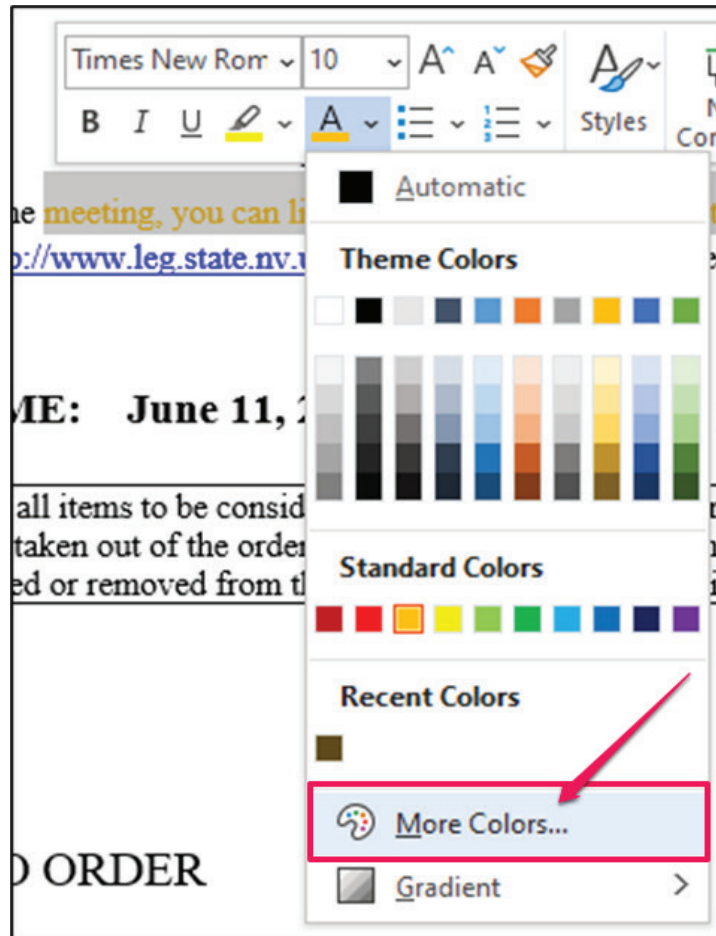 Times New Rom 10 A A
B I U A Styles
Automatic
meeting, you can
://www.leg.state.nv.
Theme Colors
ME: June 11,
all items to be consid
taken out of the order
ed or removed from t
Standard Colors
Recent Colors
More Colors...
O ORDER
Gradient